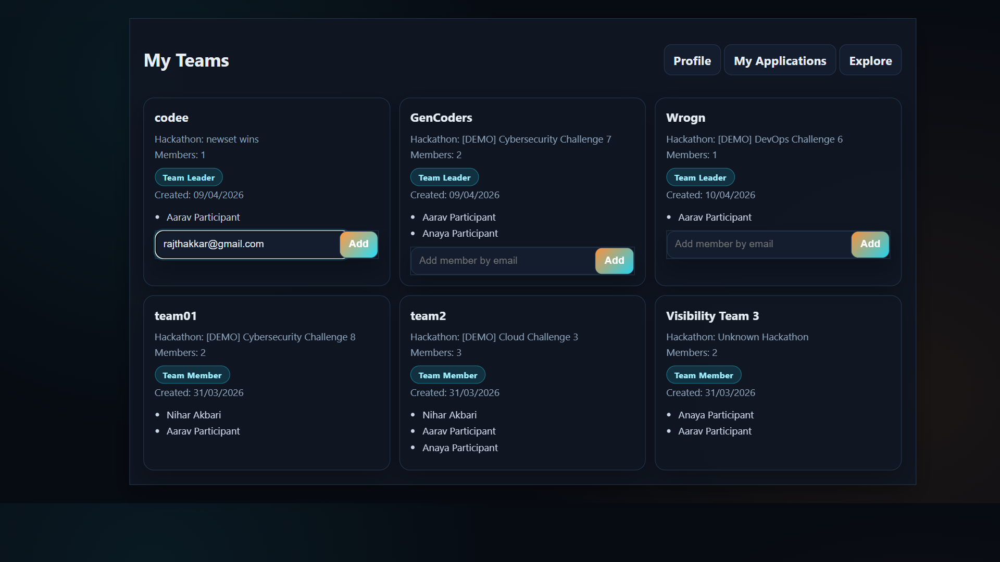 My Teams
Profile
My Applications
Explore
codee
Hackathon: newset wins
Members: 1
Team Leader
Created: 09/04/2026
• Aarav Participant
rajthakkar@gmail.com
Add
GenCoders
Hackathon: [DEMO] Cybersecurity Challenge 7
Members: 2
Team Leader
Created: 09/04/2026
• Aarav Participant
• Anaya Participant
Add member by email
Add
Wrogn
Hackathon: [DEMO] DevOps Challenge 6
Members: 1
Team Leader
Created: 10/04/2026
• Aarav Participant
Add member by email
Add
team01
Hackathon: [DEMO] Cybersecurity Challenge 8
Members: 2
Team Member
Created: 31/03/2026
• Nihar Akbari
• Aarav Participant
team2
Hackathon: [DEMO] Cloud Challenge 3
Members: 3
Team Member
Created: 31/03/2026
• Nihar Akbari
• Aarav Participant
• Anaya Participant
Visibility Team 3
Hackathon: Unknown Hackathon
Members: 2
Team Member
Created: 31/03/2026
• Anaya Participant
• Aarav Participant